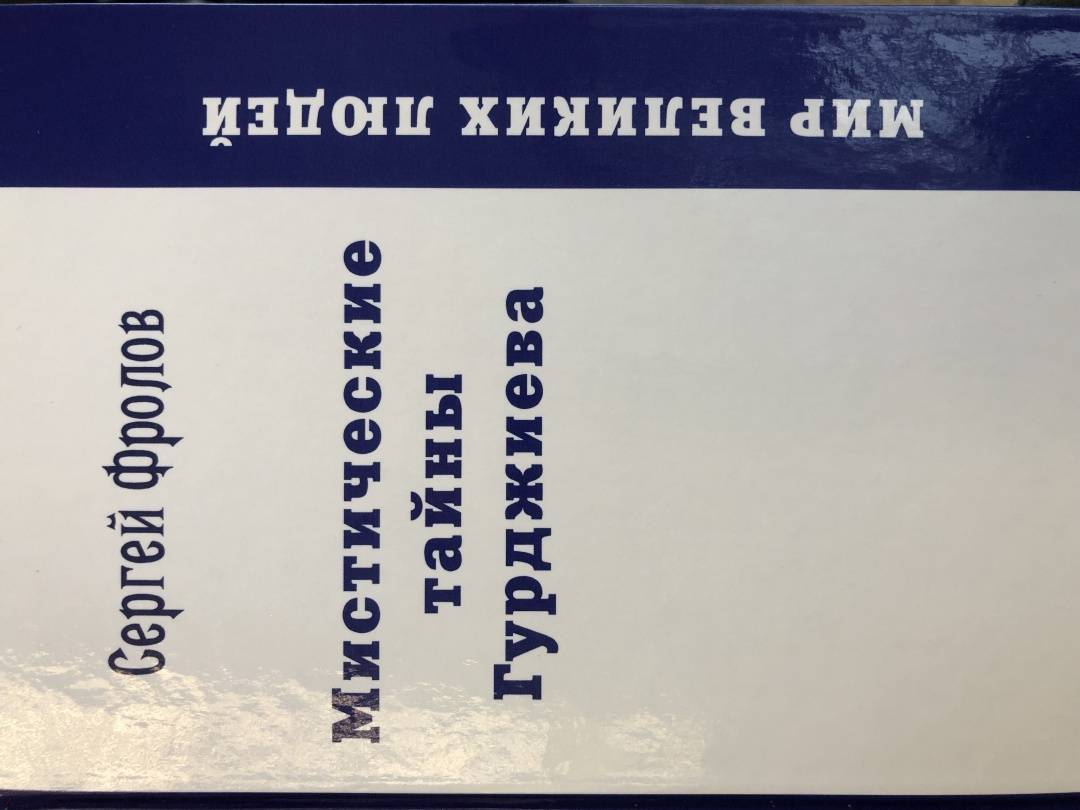 Сергей Фролов
Мистические
тайны
Гурджиева
МИР ВЕЛИКИХ ЛЮДЕЙ